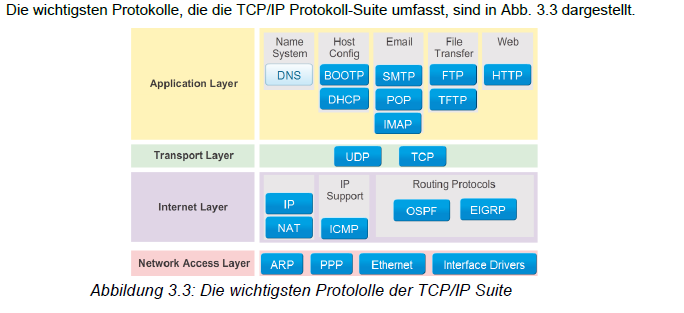 Die wichtigsten Protokolle, die die TCP/IP Protokoll-Suite umfasst, sind in Abb. 3.3 dargestellt.
Name System
Host Config
Email
File Transfer
Web
Application Layer
DNS
BOOTP
SMTP
FTP
HTTP
DHCP
POP
TFTP
IMAP
Transport Layer
UDP
TCP
Internet Layer
IP
NAT
IP Support
ICMP
Routing Protocols
OSPF
EIGRP
Network Access Layer
ARP
PPP
Ethernet
Interface Drivers
Abbildung 3.3: Die wichtigsten Protololle der TCP/IP Suite